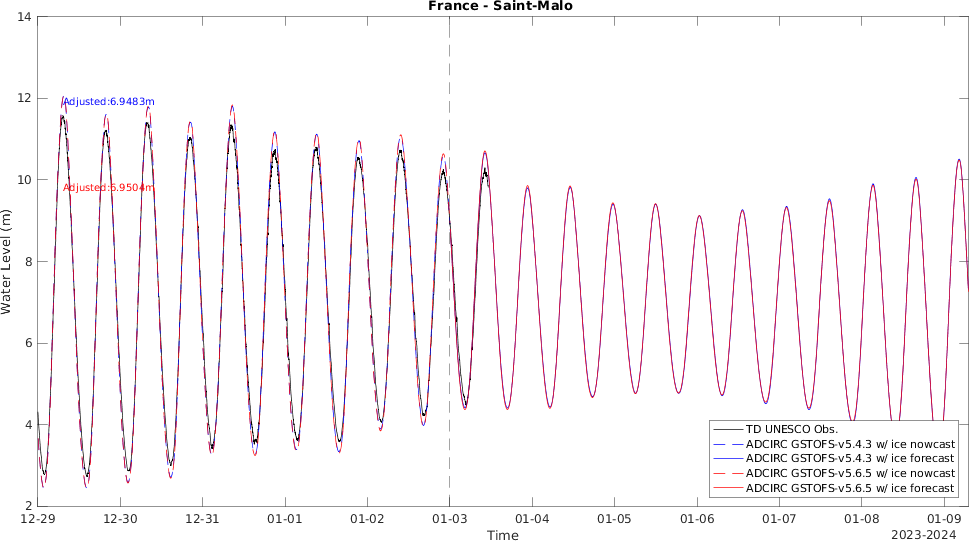 France - Saint-Malo
14
12
10
8
6
4
2
Water Level (m)
Adjusted:6.9483m
Adjusted:6.9504m
TD UNESCO Obs.
ADCIRC GSTOFS-v5.4.3 w/ ice nowcast
ADCIRC GSTOFS-v5.4.3 w/ ice forecast
ADCIRC GSTOFS-v5.6.5 w/ ice nowcast
ADCIRC GSTOFS-v5.6.5 w/ ice forecast
12-29 12-30 12-31 01-01 01-02 01-03 01-04 01-05 01-06 01-07 01-08 01-09
Time
2023-2024